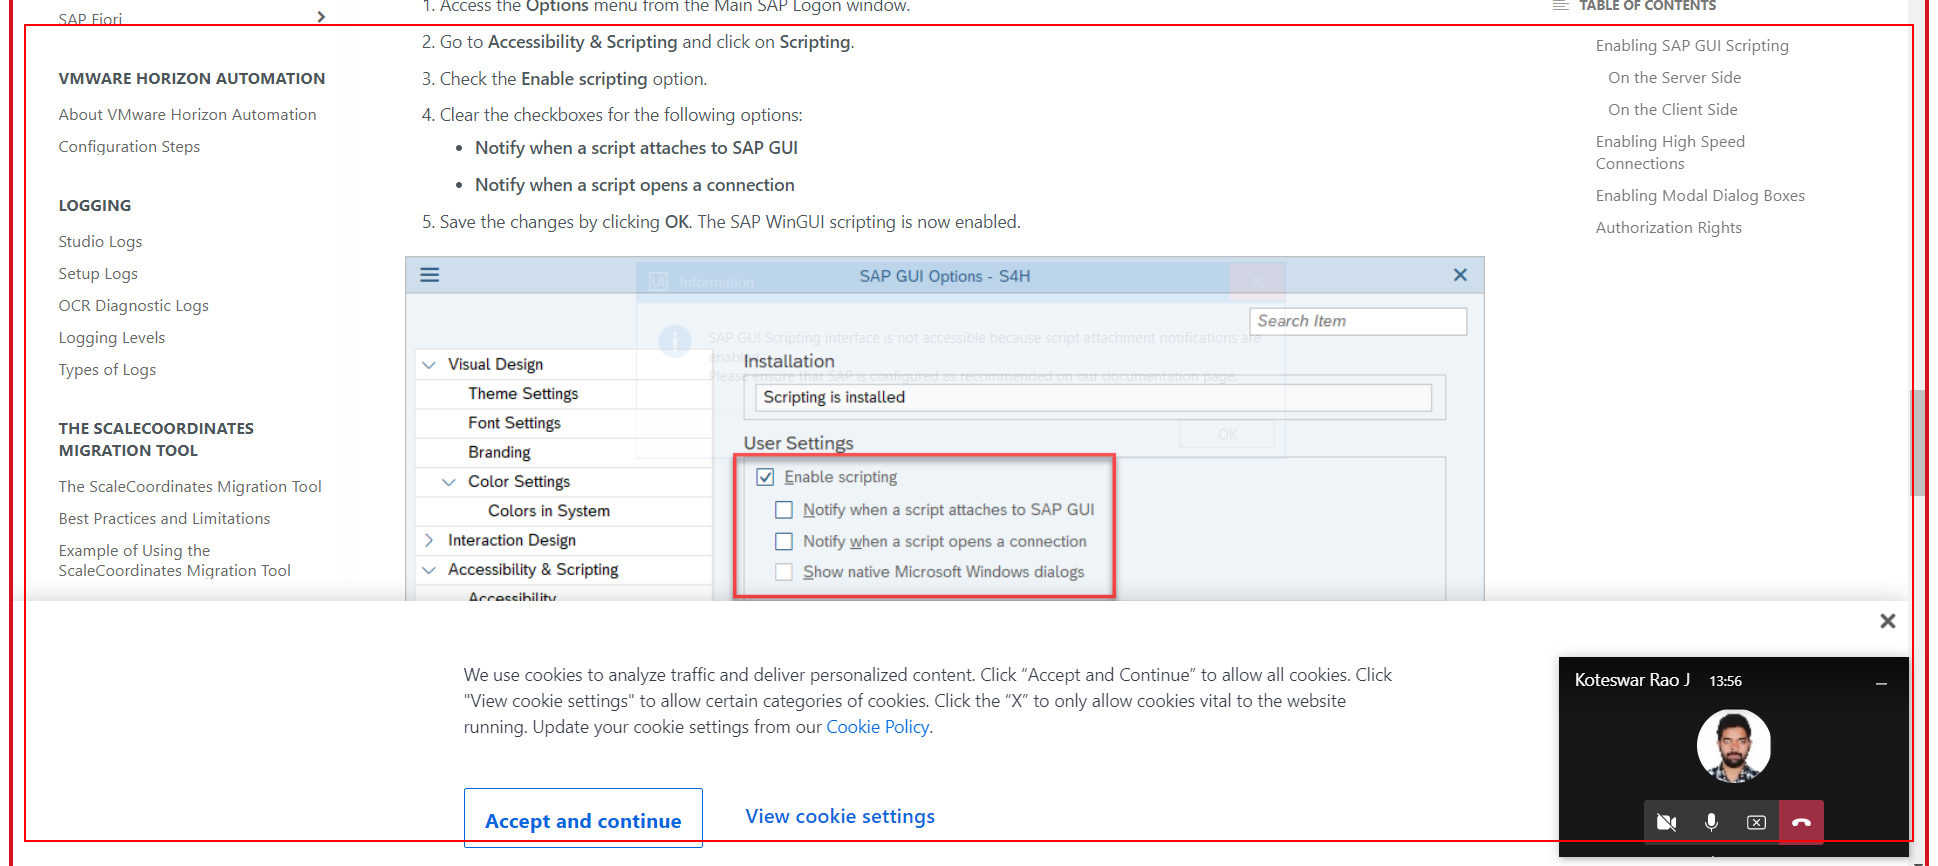 SAP Fiori
VMWARE HORIZON AUTOMATION
About VMware Horizon Automation
Configuration Steps
LOGGING
Studio Logs
Setup Logs
OCR Diagnostic Logs
Logging Levels
Types of Logs
THE SCALECOORDINATES
MIGRATION TOOL
The ScaleCoordinates Migration Tool
Best Practices and Limitations
Example of Using the
ScaleCoordinates Migration Tool
1. Access the Options menu from the Main SAP Logon window.
2. Go to Accessibility & Scripting and click on Scripting.
3. Check the Enable scripting option.
4. Clear the checkboxes for the following options:
• Notify when a script attaches to SAP GUI
• Notify when a script opens a connection
5. Save the changes by clicking OK. The SAP WinGUI scripting is now enabled.
SAP GUI Options - S4H
Ui Information
Search Item
SAP GUI Scripting interface is not accessible because script attachment notifications are
Please ensure that SAP is configured as recommended on our documentation page.
OK
Visual Design
Theme Settings
Font Settings
Branding
Color Settings
Colors in System
Interaction Design
Accessibility & Scripting
Accessibility
Installation
Scripting is installed
User Settings
Enable scripting
Notify when a script attaches to SAP GUI
Notify when a script opens a connection
Show native Microsoft Windows dialogs
TABLE OF CONTENTS
Enabling SAP GUI Scripting
On the Server Side
On the Client Side
Enabling High Speed
Connections
Enabling Modal Dialog Boxes
Authorization Rights
We use cookies to analyze traffic and deliver personalized content. Click “Accept and Continue” to allow all cookies. Click
"View cookie settings" to allow certain categories of cookies. Click the “X” to only allow cookies vital to the website
running. Update your cookie settings from our Cookie Policy.
Accept and continue
View cookie settings
Koteswar Rao J 13:56